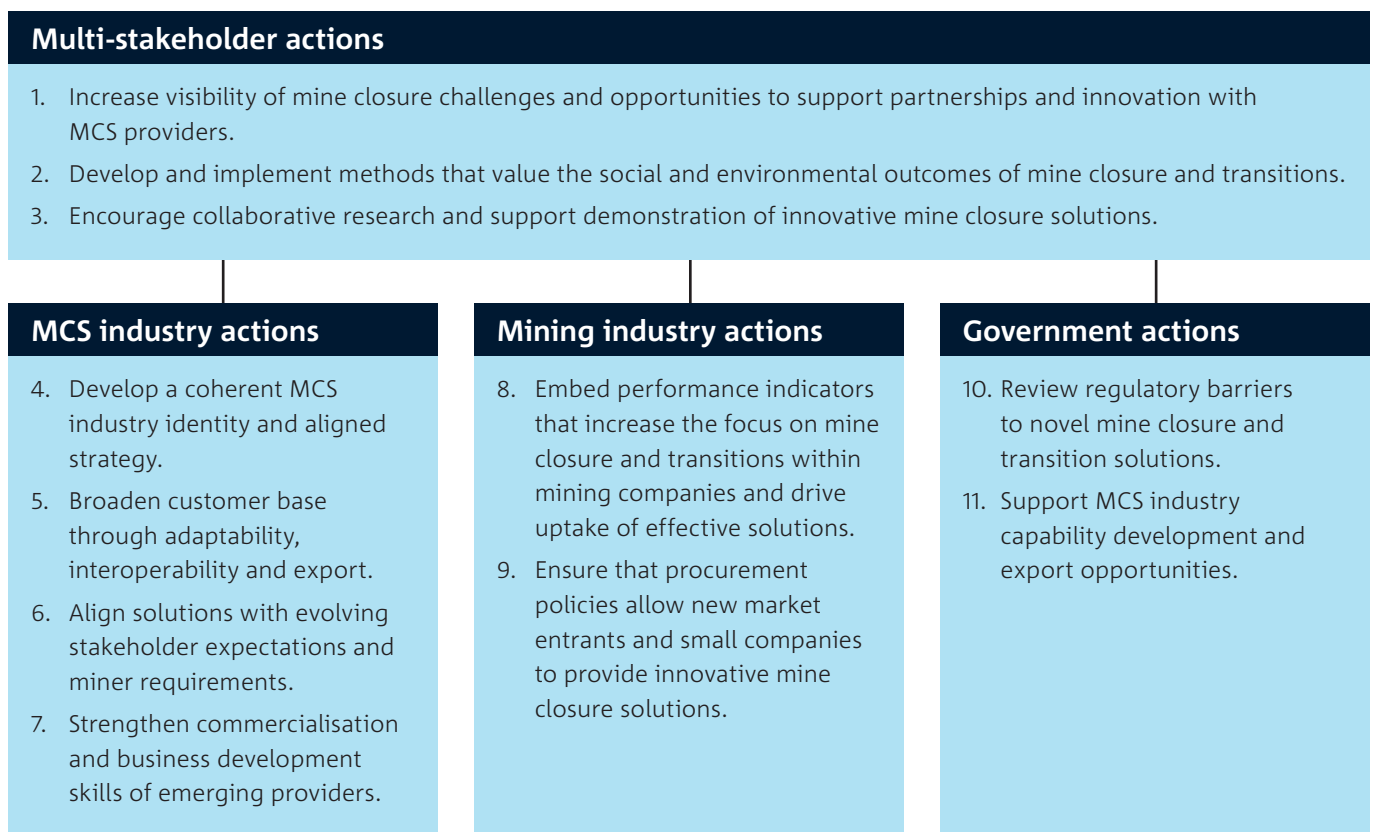 Multi-stakeholder actions
1. Increase visibility of mine closure challenges and opportunities to support partnerships and innovation with
MCS providers.
2. Develop and implement methods that value the social and environmental outcomes of mine closure and transitions.
3. Encourage collaborative research and support demonstration of innovative mine closure solutions.
MCS industry actions
4. Develop a coherent MCS
industry identity and aligned
strategy.
5. Broaden customer base
through adaptability,
interoperability and export.
6. Align solutions with evolving
stakeholder expectations and
miner requirements.
7. Strengthen commercialisation
and business development
skills of emerging providers.
Mining industry actions
8. Embed performance indicators
that increase the focus on mine
closure and transitions within
mining companies and drive
uptake of effective solutions.
9. Ensure that procurement
policies allow new market
entrants and small companies
to provide innovative mine
closure solutions.
Government actions
10. Review regulatory barriers
to novel mine closure and
transition solutions.
11. Support MCS industry
capability development and
export opportunities.